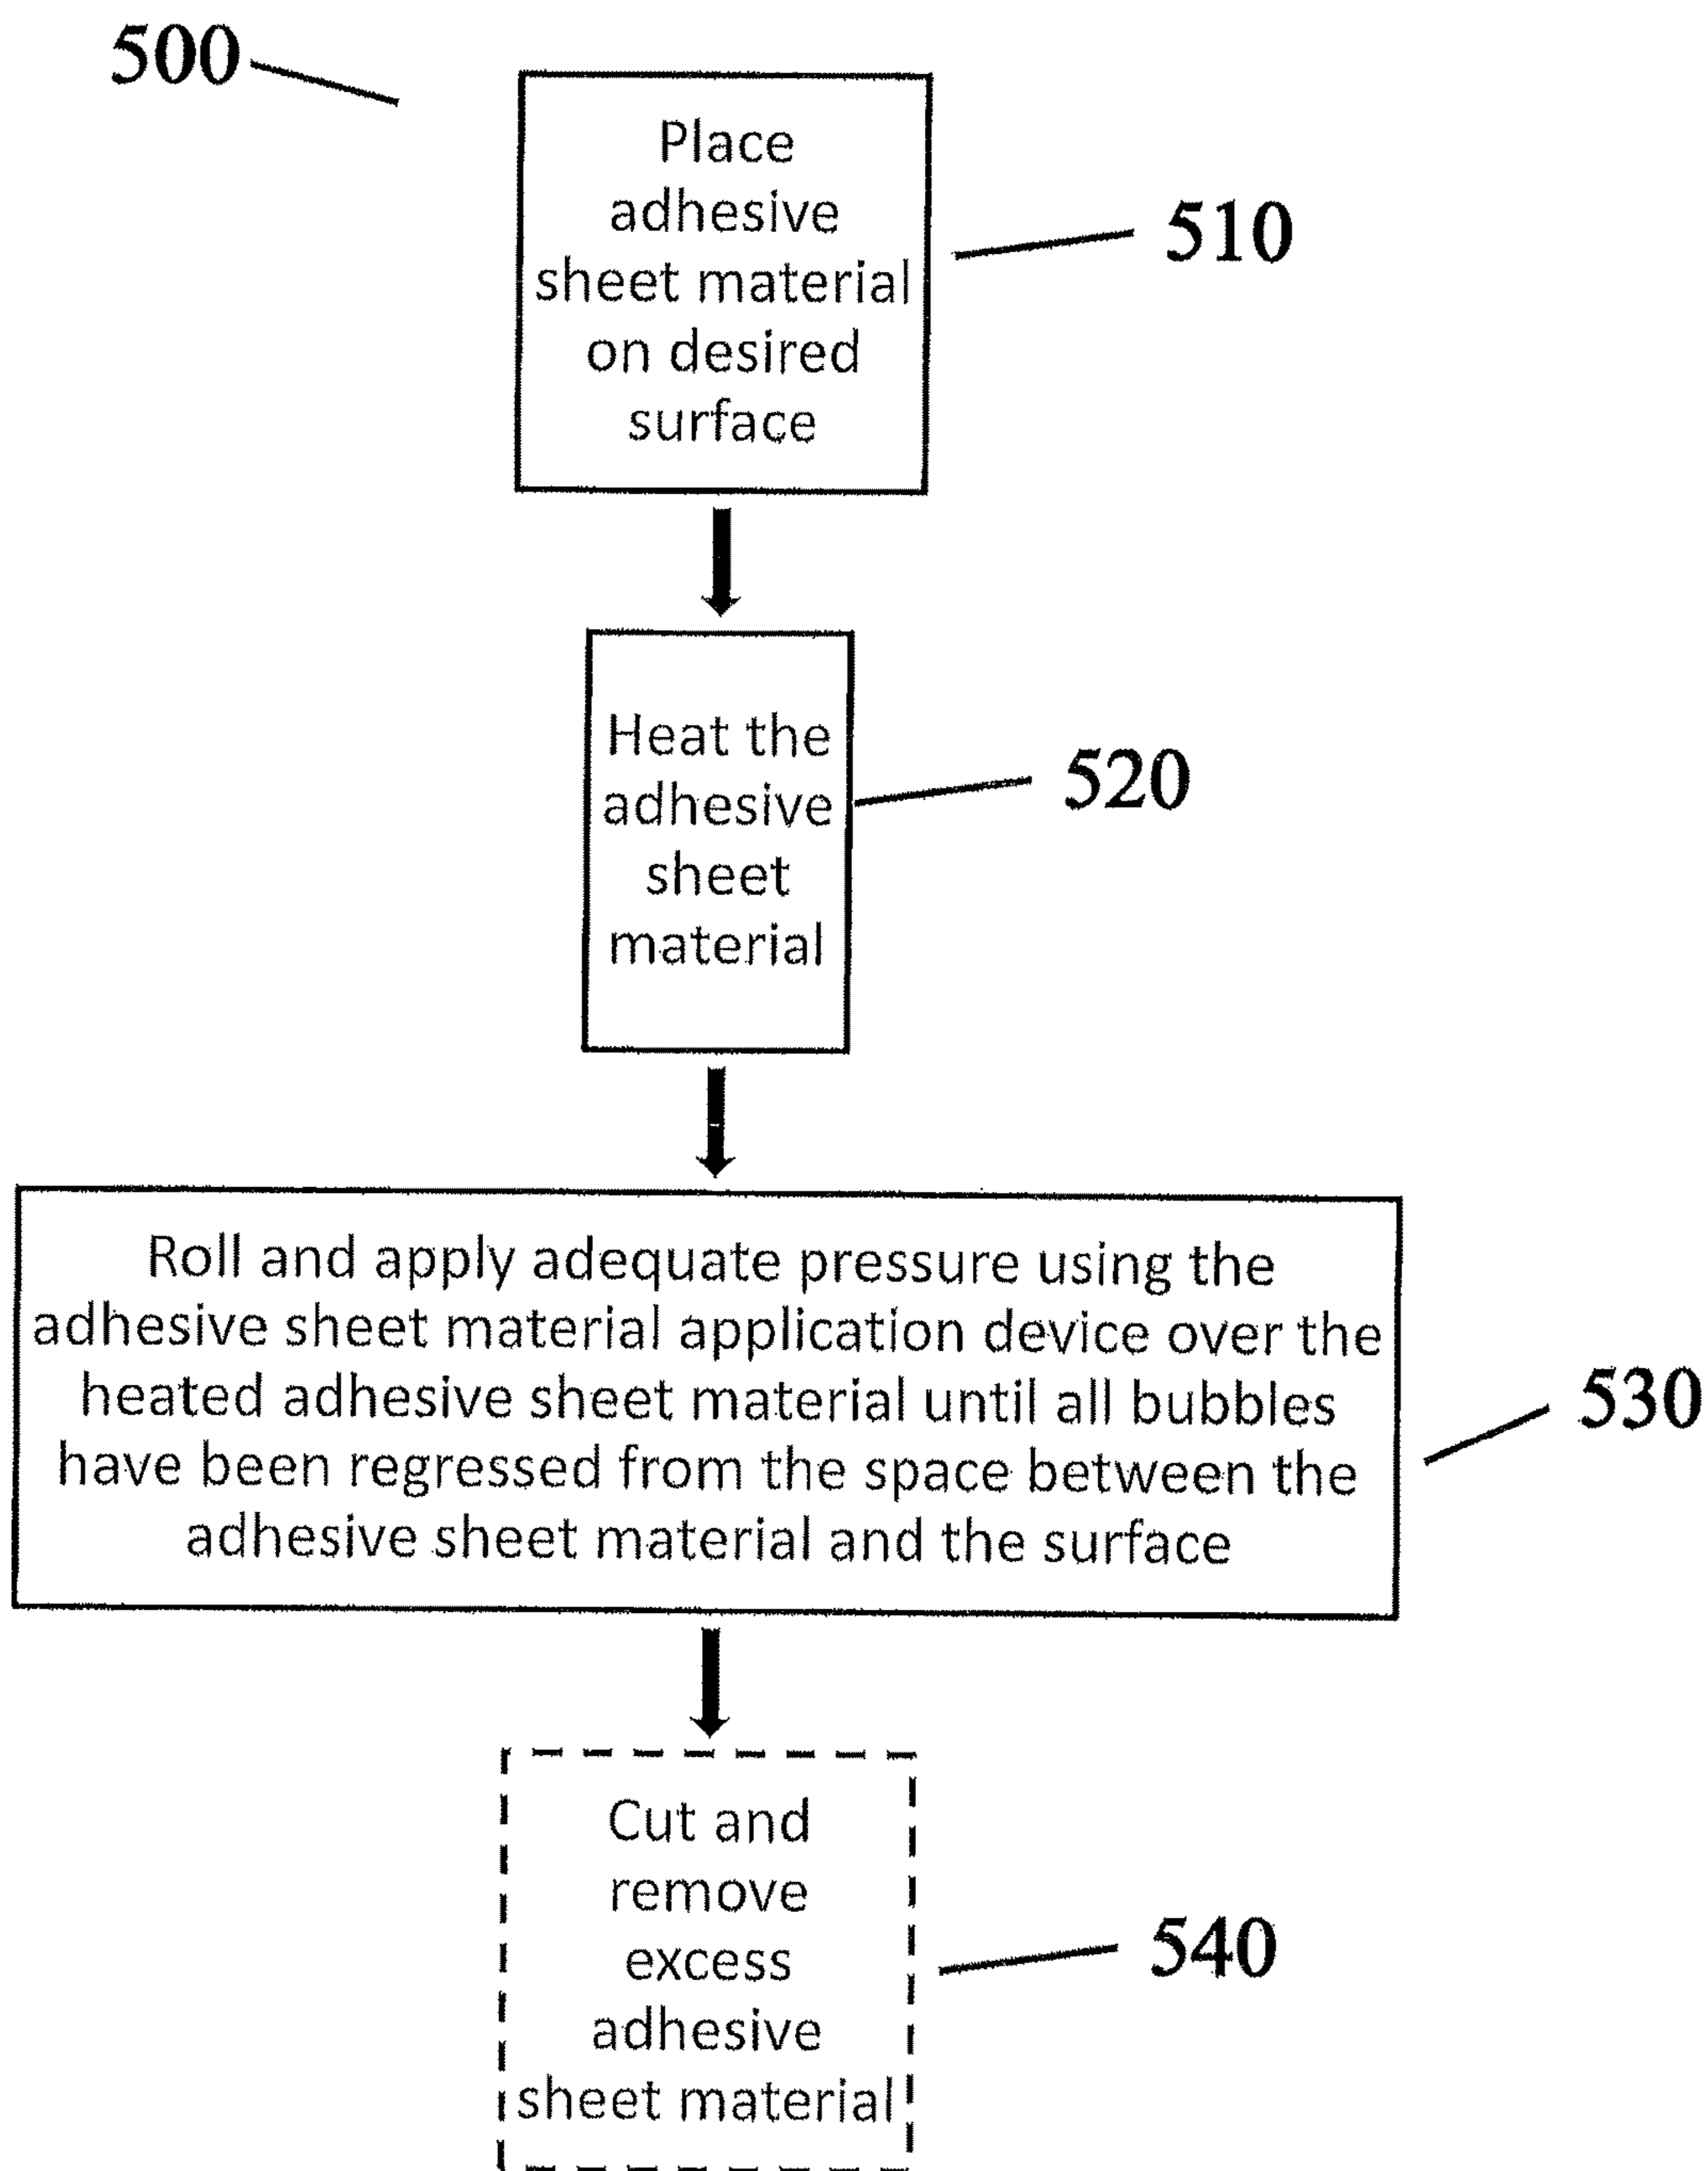 500
Place
adhesive
sheet material
on desired
surface
510
Heat the
adhesive
sheet
material
520
Roll and apply adequate pressure using the
adhesive sheet material application device over the
heated adhesive sheet material until all bubbles
have been regressed from the space between the
adhesive sheet material and the surface
530
Cut and
remove
excess
adhesive
sheet material
540